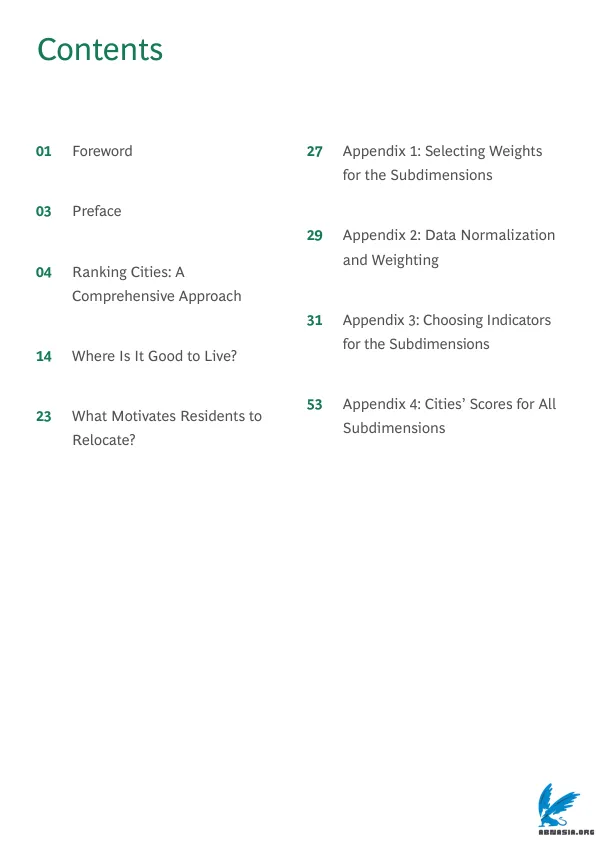 Contents
01 Foreword
03 Preface
04 Ranking Cities: A
Comprehensive Approach
14 Where Is It Good to Live?
23 What Motivates Residents to
Relocate?
27 Appendix 1: Selecting Weights
for the Subdimensions
29 Appendix 2: Data Normalization
and Weighting
31 Appendix 3: Choosing Indicators
for the Subdimensions
53 Appendix 4: Cities’ Scores for All
Subdimensions
ABNASIA.ORG